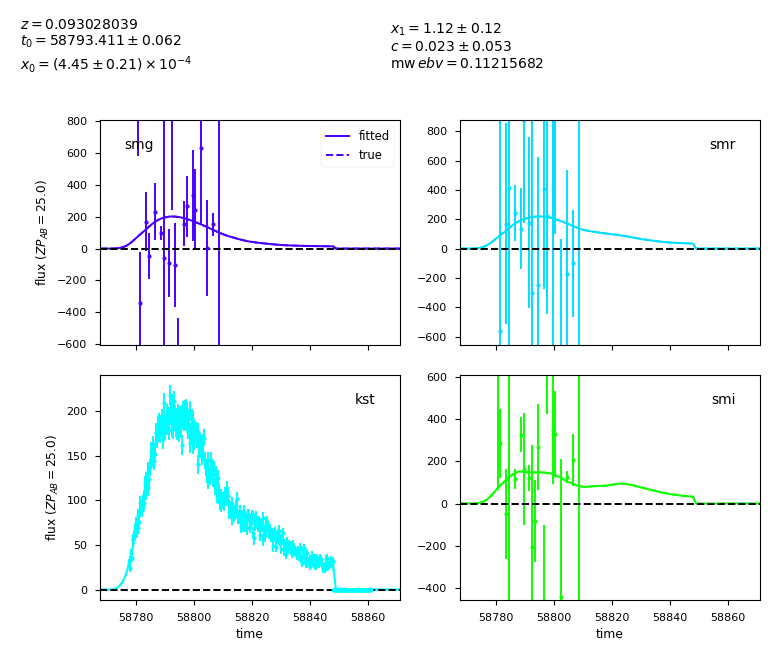 z = 0.093028039
t₀ = 58793.411 ± 0.062
x₀ = (4.45 ± 0.21) × 10⁻⁴
x₁ = 1.12 ± 0.12
c = 0.023 ± 0.053
mw ebv = 0.11215682
smg
fitted
true
800
600
400
200
0
−200
−400
−600
flux (ZP_AB = 25.0)
smr
800
600
400
200
0
−200
−400
−600
kst
200
150
100
50
0
flux (ZP_AB = 25.0)
58780 58800 58820 58840 58860
time
smi
600
400
200
0
−200
−400
58780 58800 58820 58840 58860
time